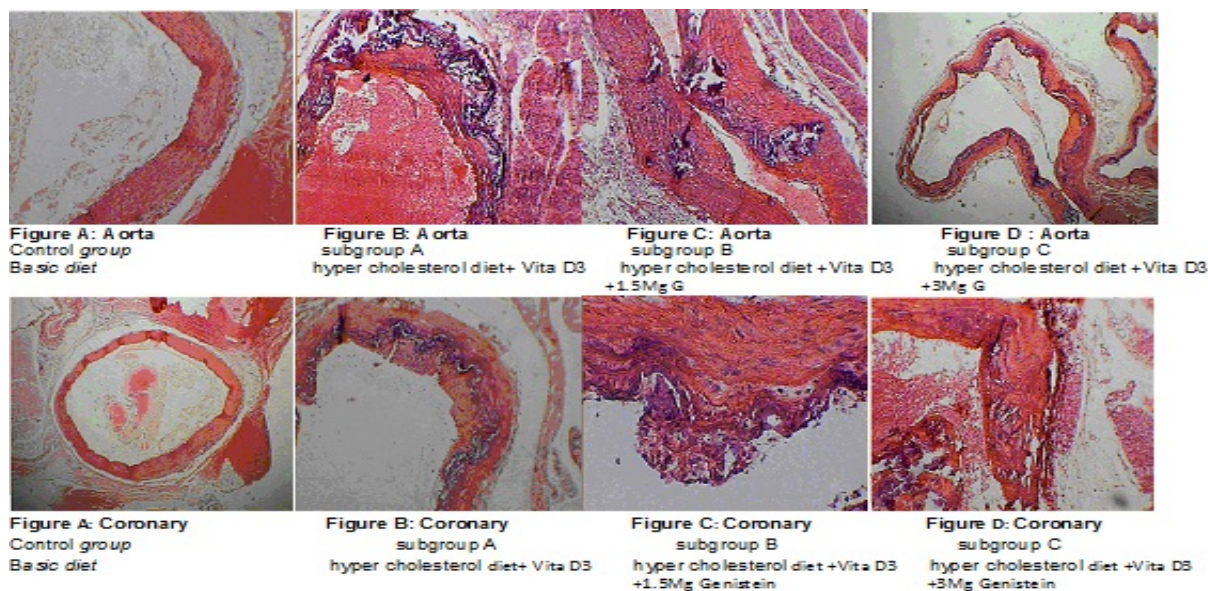 Figure A: Aorta
Control group
Basic diet
Figure B: Aorta
subgroup A
hyper cholesterol diet+ Vita D3
Figure C: Aorta
subgroup B
hyper cholesterol diet +Vita D3
+1.5Mg G
Figure D : Aorta
subgroup C
hyper cholesterol diet +Vita D3
+3Mg G
Figure A: Coronary
Control group
Basic diet
Figure B: Coronary
subgroup A
hyper cholesterol diet+ Vita D3
Figure C: Coronary
subgroup B
hyper cholesterol diet +Vita D3
+1.5Mg Genistein
Figure D: Coronary
subgroup C
hyper cholesterol diet +Vita D3
+3Mg Genistein